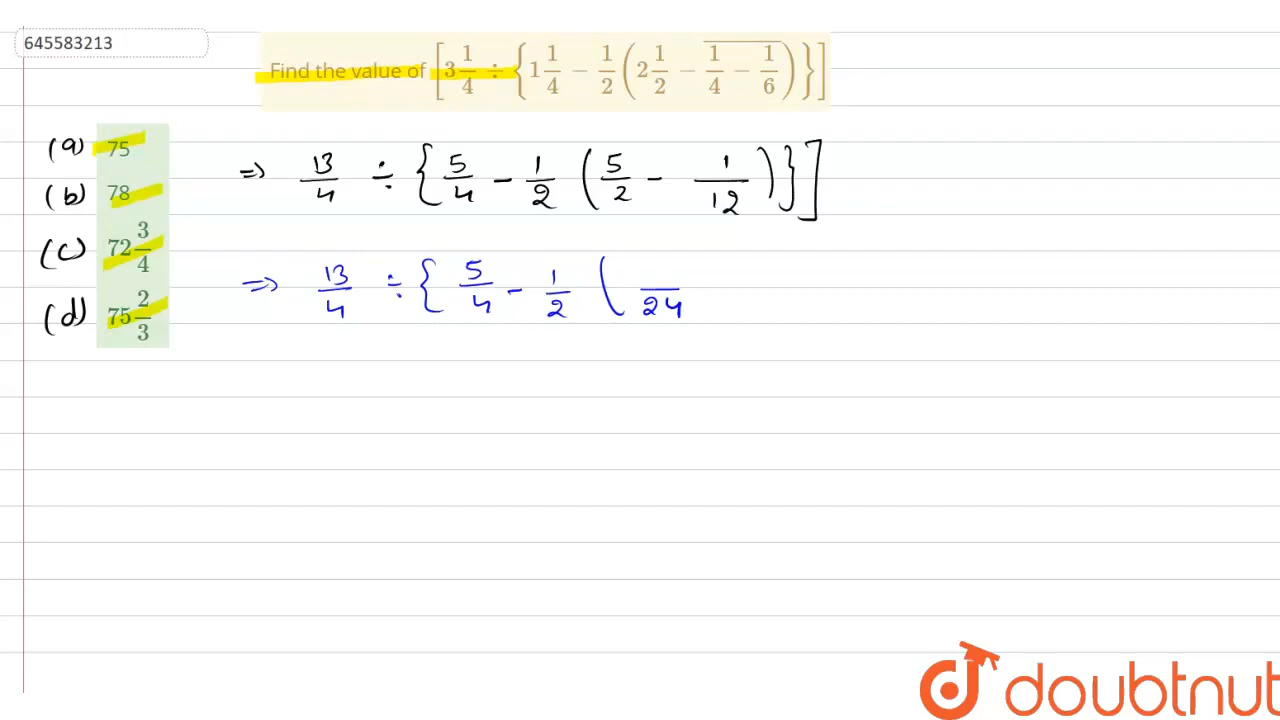 645583213
Find the value of [3 1/4 ÷ {1 1/4 − 1/2 (2 1/2 − \overline{1/4 − 1/6})}]
(a) 75
(b) 78
(c) 72 3/4
(d) 75 2/3
⇒ 13/4 ÷ {5/4 − 1/2 (5/2 − 1/12)}]
⇒ 13/4 ÷ {5/4 − 1/2 ( /24
doubtnut